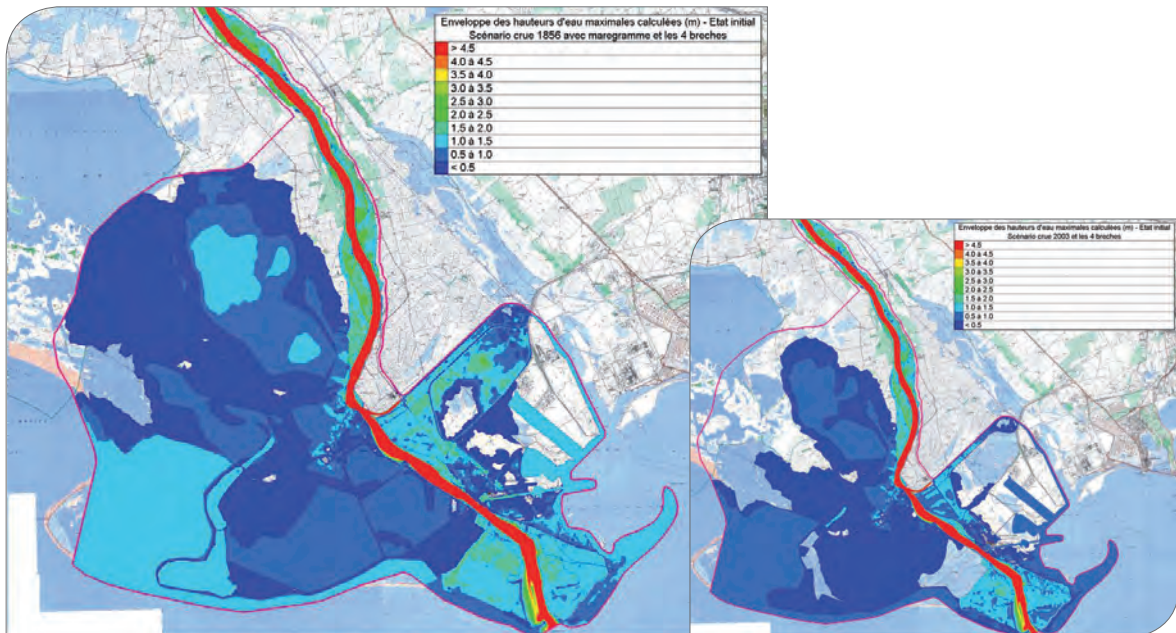 Enveloppe des hauteurs d'eau maximales calculées (m) - Etat initial
Scénario crue 1856 avec maregramme et les 4 breches
> 4.5
4.0 à 4.5
3.5 à 4.0
3.0 à 3.5
2.5 à 3.0
2.0 à 2.5
1.5 à 2.0
1.0 à 1.5
0.5 à 1.0
< 0.5
Enveloppe des hauteurs d'eau maximales calculées (m) - Etat initial
Scénario crue 2003 et les 4 breches
> 4.5
4.0 à 4.5
3.5 à 4.0
3.0 à 3.5
2.5 à 3.0
2.0 à 2.5
1.5 à 2.0
1.0 à 1.5
0.5 à 1.0
< 0.5